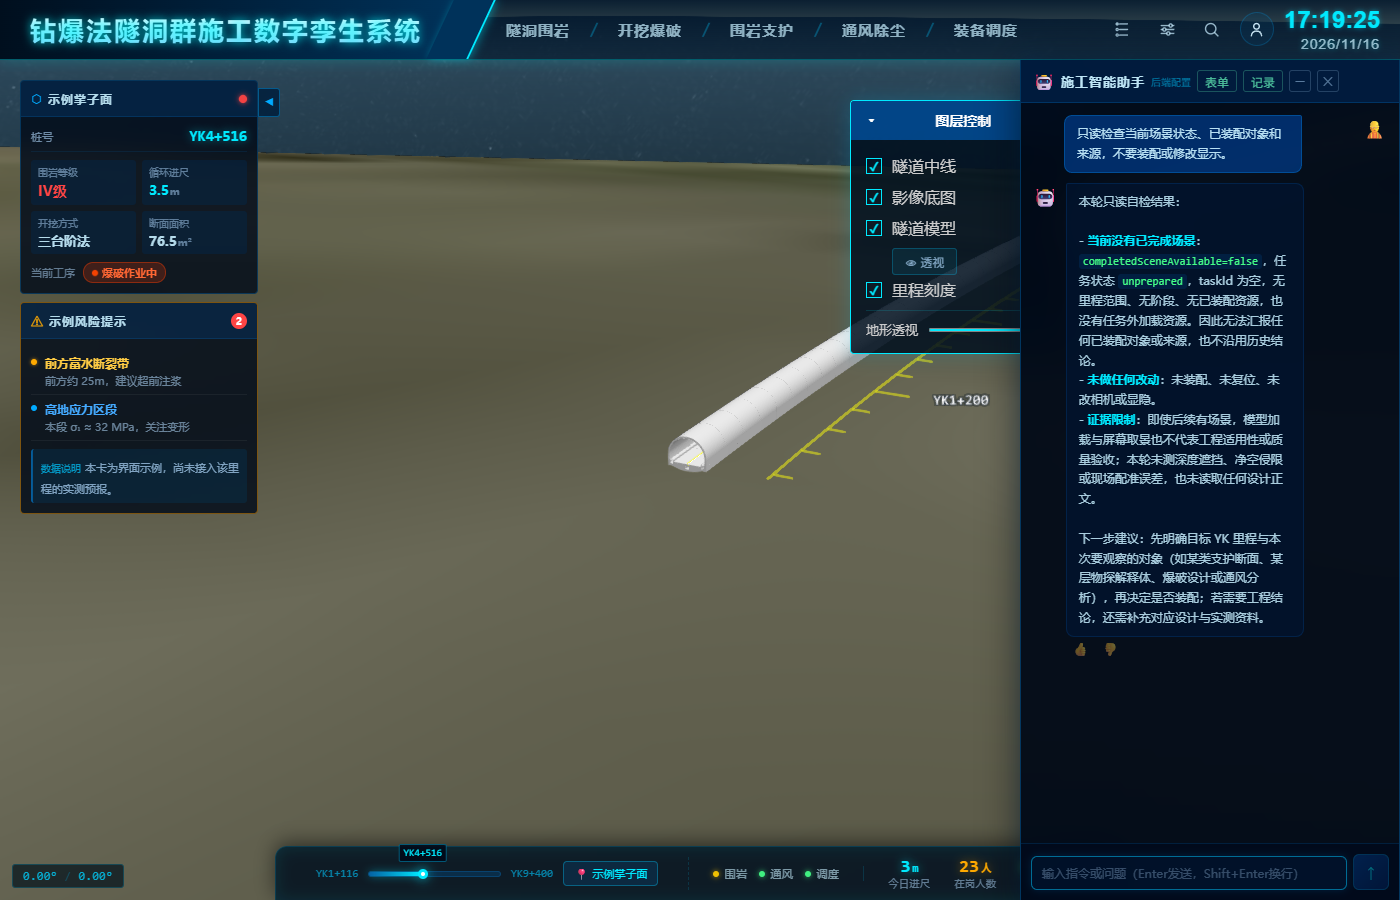 钻爆法隧洞群施工数字孪生系统
隧洞围岩 / 开挖爆破 / 围岩支护 / 通风除尘 / 装备调度
17:19:25
2026/11/16
示例掌子面
桩号 YK4+516
围岩等级 循环进尺
IV级 3.5m
开挖方式 断面面积
三台阶法 76.5m²
当前工序 爆破作业中
示例风险提示 2
前方富水断裂带
前方约 25m，建议超前注浆
高地应力区段
本段 σ₁ ≈ 32 MPa，关注变形
数据说明 本卡为界面示例，尚未接入该里
程的实测预报。
图层控制
隧道中线
影像底图
隧道模型
透视
里程刻度
地形透视
YK1+200
施工智能助手 后端配置 表单 记录
只读检查当前场景状态、已装配对象和
来源，不要装配或修改显示。
本轮只读自检结果：
- 当前没有已完成场景：
completedSceneAvailable=false，任
务状态 unprepared，taskId 为空，无
里程范围、无阶段、无已装配资源，也
没有任务外加载资源。因此无法汇报任
何已装配对象或来源，也不沿用历史结
论。
- 未做任何改动：未装配、未复位、未
改相机或显隐。
- 证据限制：即使后续有场景，模型加
载与屏幕取景也不代表工程适用性或质
量验收；本轮未测深度遮挡、净空侵限
或现场配准误差，也未读取任何设计正
文。
下一步建议：先明确目标 YK 里程与本
次要观察的对象（如某类支护断面、某
层物探解释体、爆破设计或通风分
析），再决定是否装配；若需要工程结
论，还需补充对应设计与实测资料。
输入指令或问题（Enter发送，Shift+Enter换行）
0.00° / 0.00°
YK4+516
YK1+116 YK9+400 示例掌子面
围岩 通风 调度
3m 23人
今日进尺 在岗人数